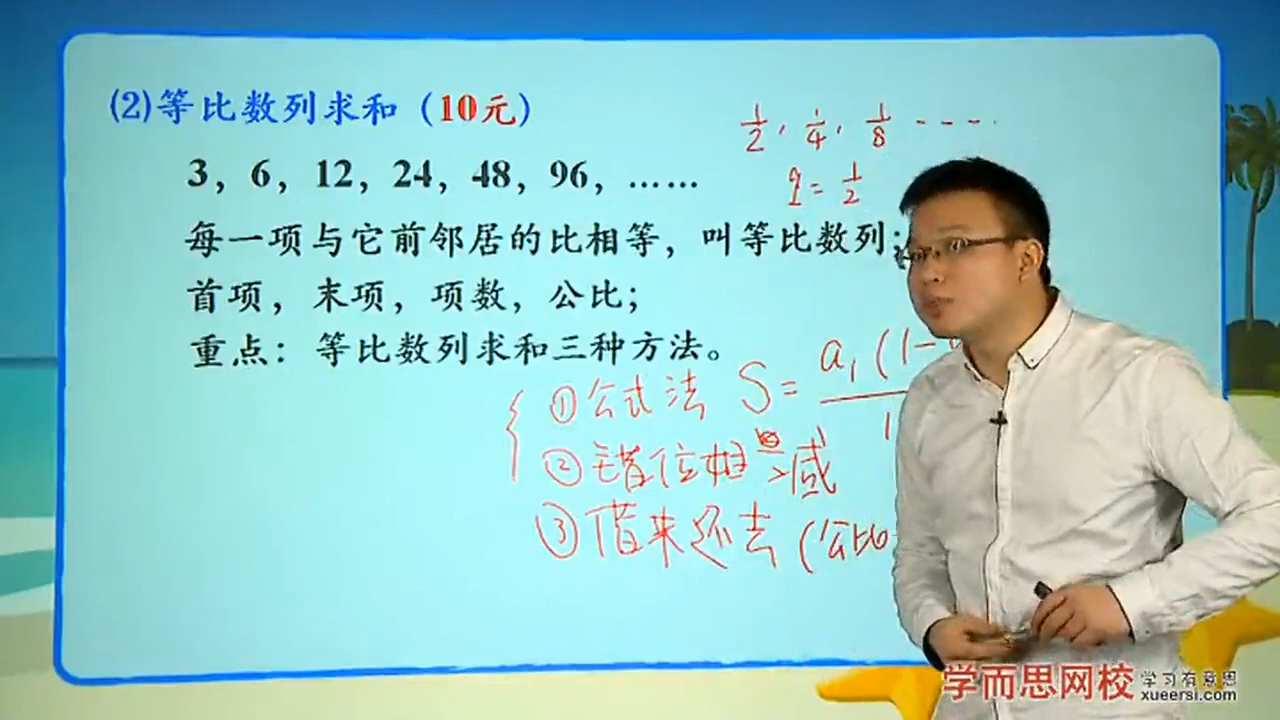 (2)等比数列求和（10元）
1/2, 1/4, 1/8 ----
3，6，12，24，48，96，……
q = 1/2
每一项与它前邻居的比相等，叫等比数列；
首项，末项，项数，公比；
重点：等比数列求和三种方法。
①公式法 S= a₁(1-
②错位相减
③借来还去(公比
学而思网校 学习有意思
xueersi.com